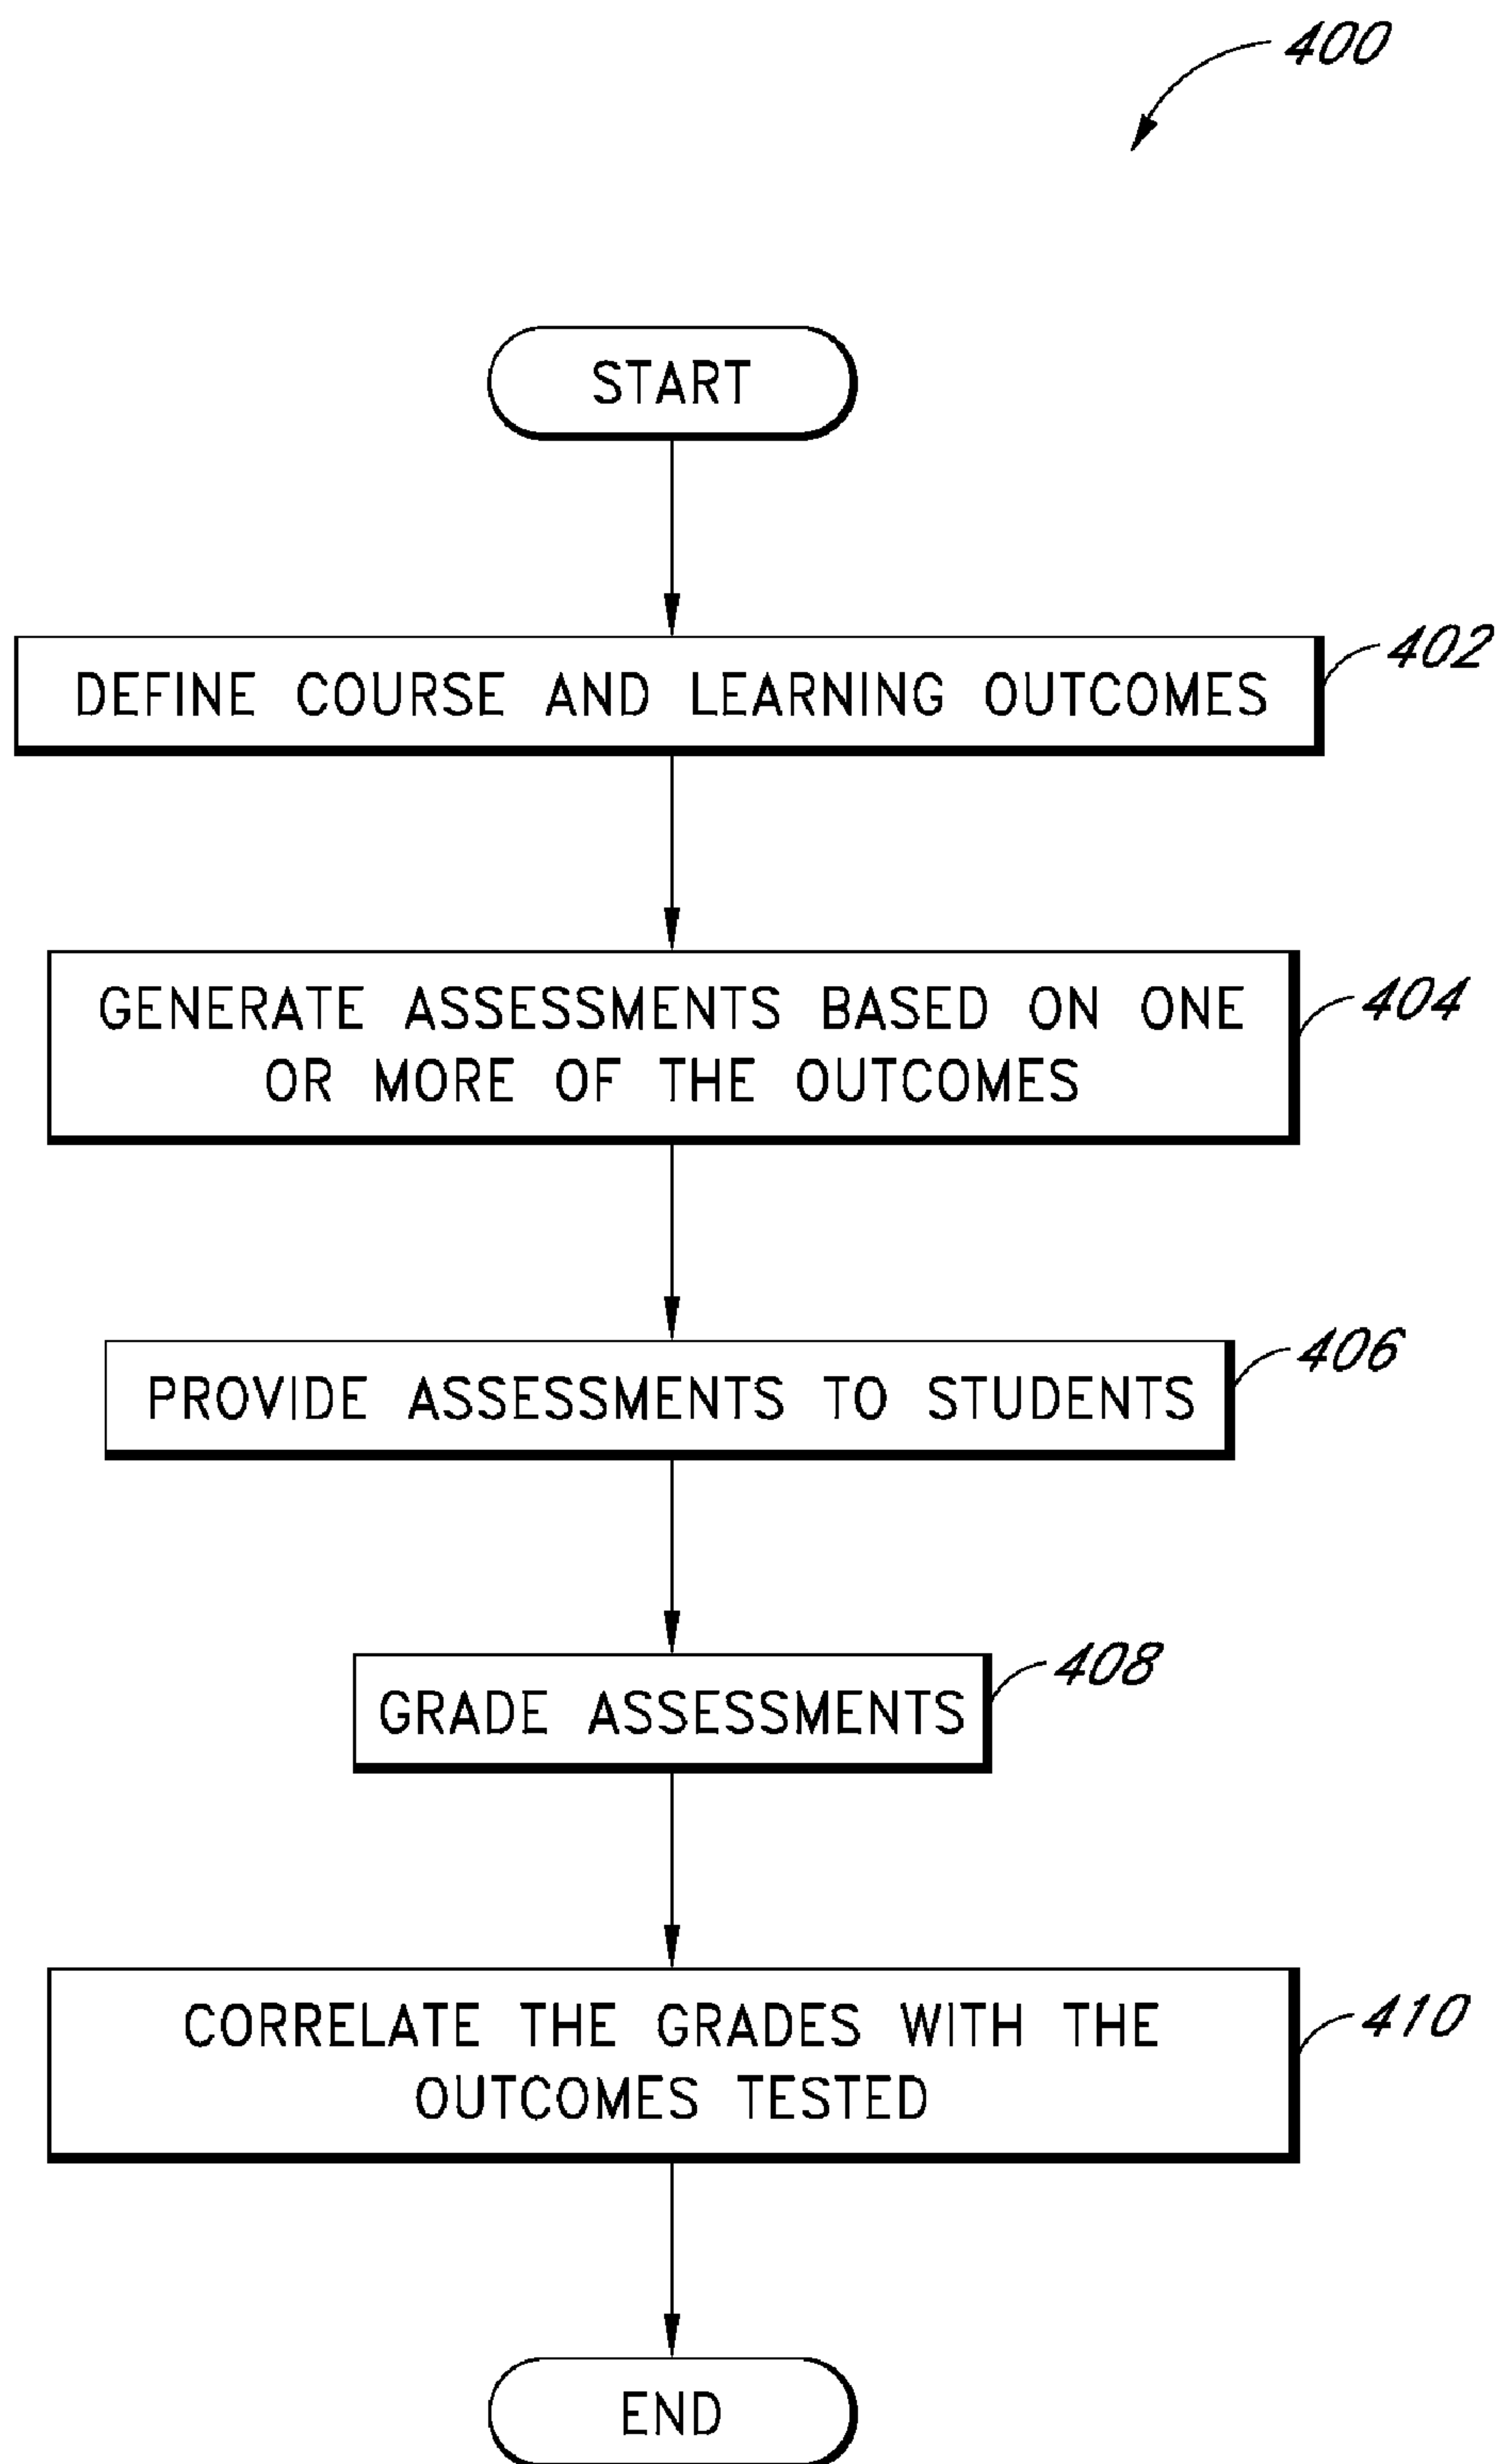 400
START
DEFINE COURSE AND LEARNING OUTCOMES
402
GENERATE ASSESSMENTS BASED ON ONE
OR MORE OF THE OUTCOMES
404
PROVIDE ASSESSMENTS TO STUDENTS
406
GRADE ASSESSMENTS
408
CORRELATE THE GRADES WITH THE
OUTCOMES TESTED
410
END